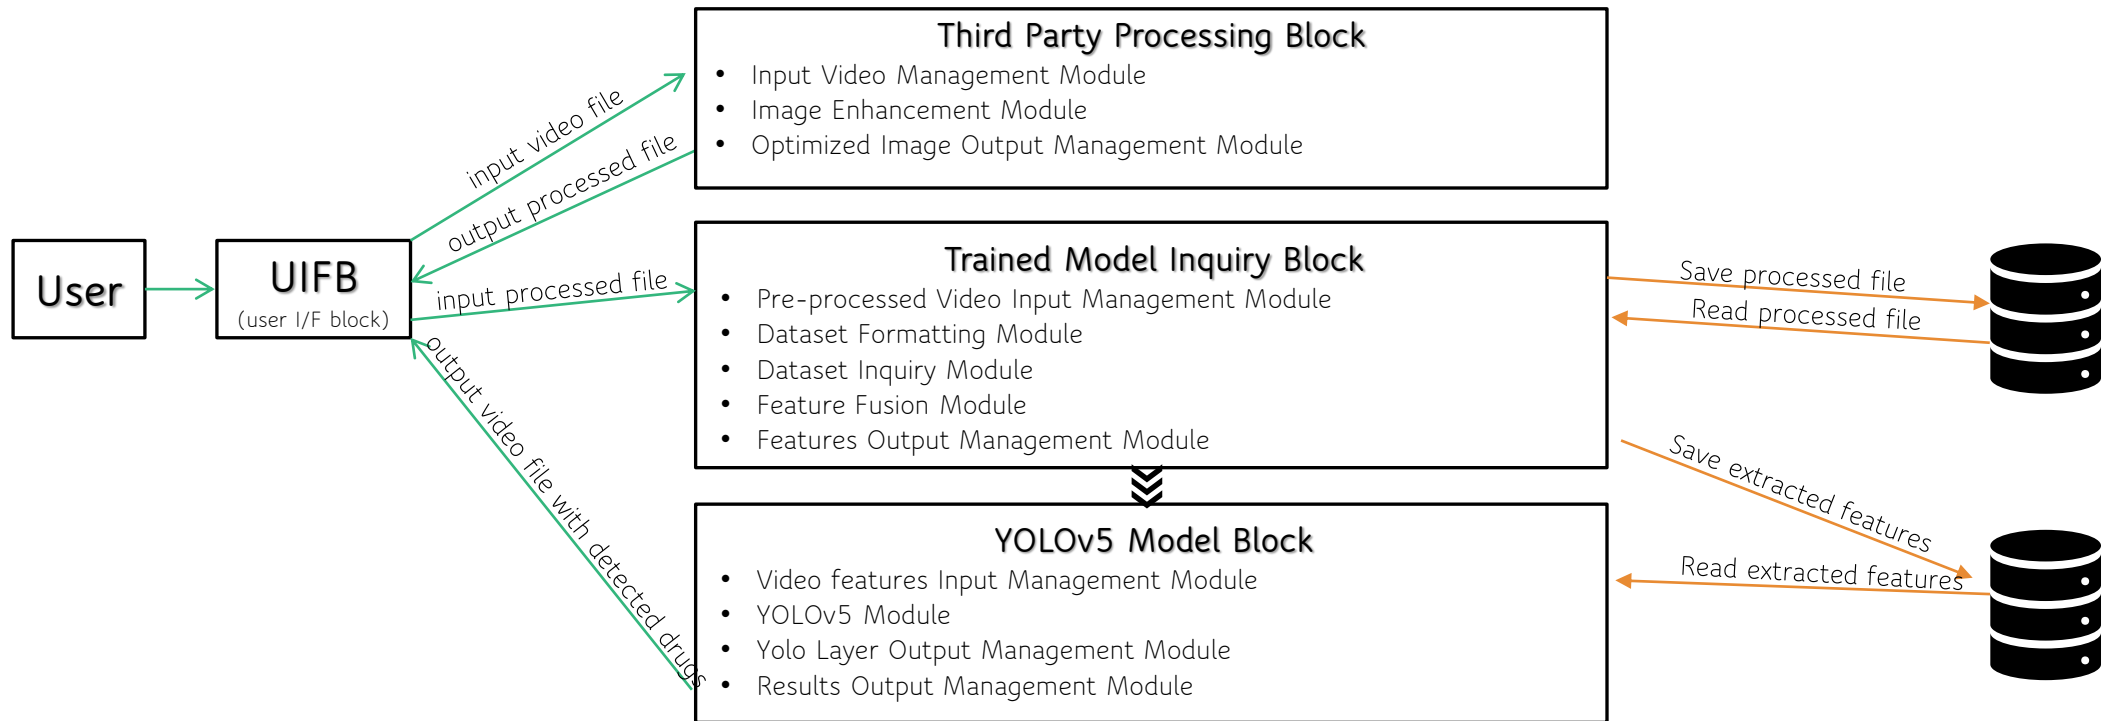 Third Party Processing Block
• Input Video Management Module
• Image Enhancement Module
• Optimized Image Output Management Module
input video file
output processed file
User
UIFB
(user I/F block)
input processed file
output video file with detected drugs
Trained Model Inquiry Block
• Pre-processed Video Input Management Module
• Dataset Formatting Module
• Dataset Inquiry Module
• Feature Fusion Module
• Features Output Management Module
Save processed file
Read processed file
Save extracted features
Read extracted features
YOLOv5 Model Block
• Video features Input Management Module
• YOLOv5 Module
• Yolo Layer Output Management Module
• Results Output Management Module